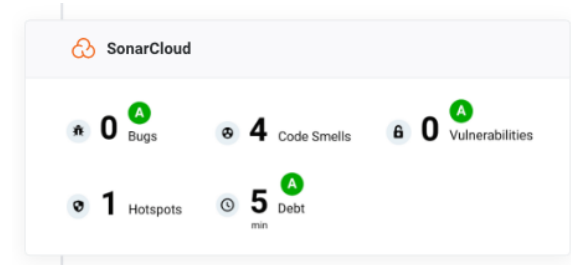 SonarCloud
0 A Bugs
4 Code Smells
0 A Vulnerabilities
1 Hotspots
5 min A Debt